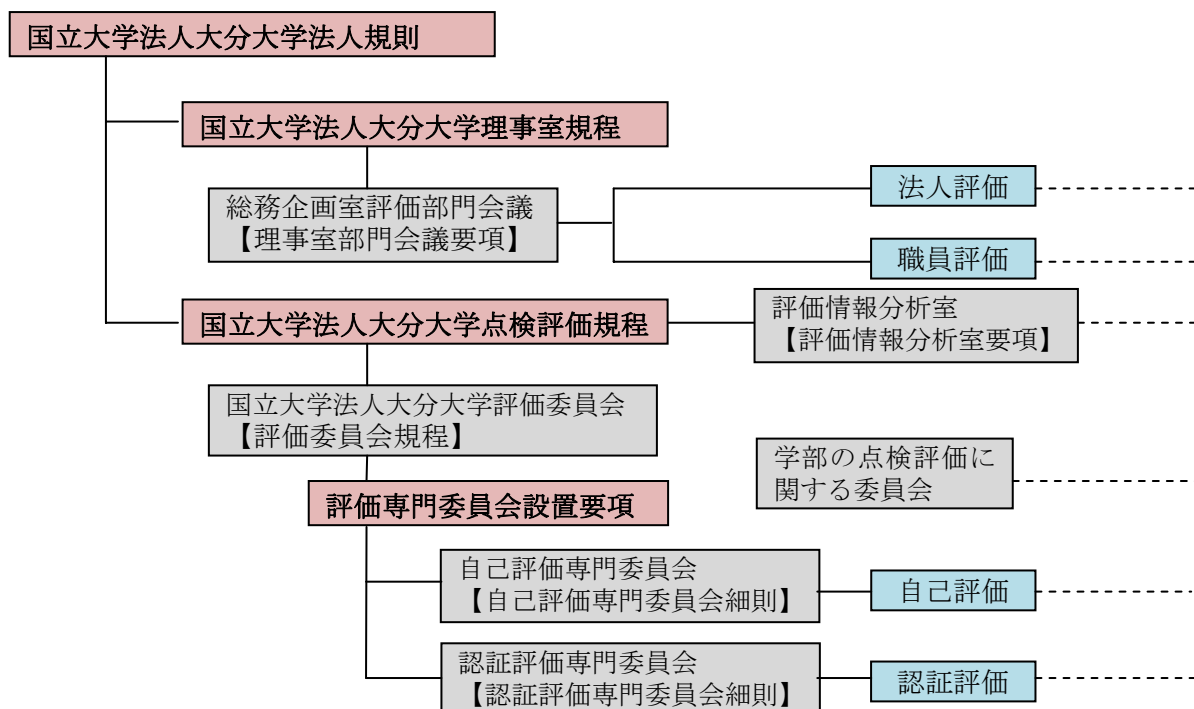 国立大学法人大分大学法人規則
国立大学法人大分大学理事室規程
総務企画室評価部門会議
【理事室部門会議要項】
法人評価
職員評価
国立大学法人大分大学点検評価規程
評価情報分析室
【評価情報分析室要項】
国立大学法人大分大学評価委員会
【評価委員会規程】
学部の点検評価に
関する委員会
評価専門委員会設置要項
自己評価専門委員会
【自己評価専門委員会細則】
自己評価
認証評価専門委員会
【認証評価専門委員会細則】
認証評価